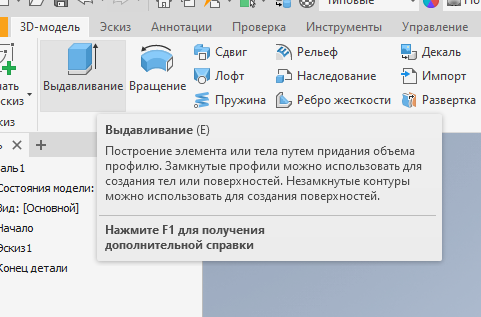 Типовые
По
3D-модель Эскиз Аннотации Проверка Инструменты Управление
Сдвиг Рельеф Декаль
Выдавливание Вращение Лофт Наследование Импорт
Пружина Ребро жесткости Развертка
Выдавливание (E)
Построение элемента или тела путем придания объема
профилю. Замкнутые профили можно использовать для
создания тел или поверхностей. Незамкнутые контуры
можно использовать для создания поверхностей.
Нажмите F1 для получения
дополнительной справки
аль1
Состояния модели:
Вид: [Основной]
Начало
Эскиз1
Конец детали